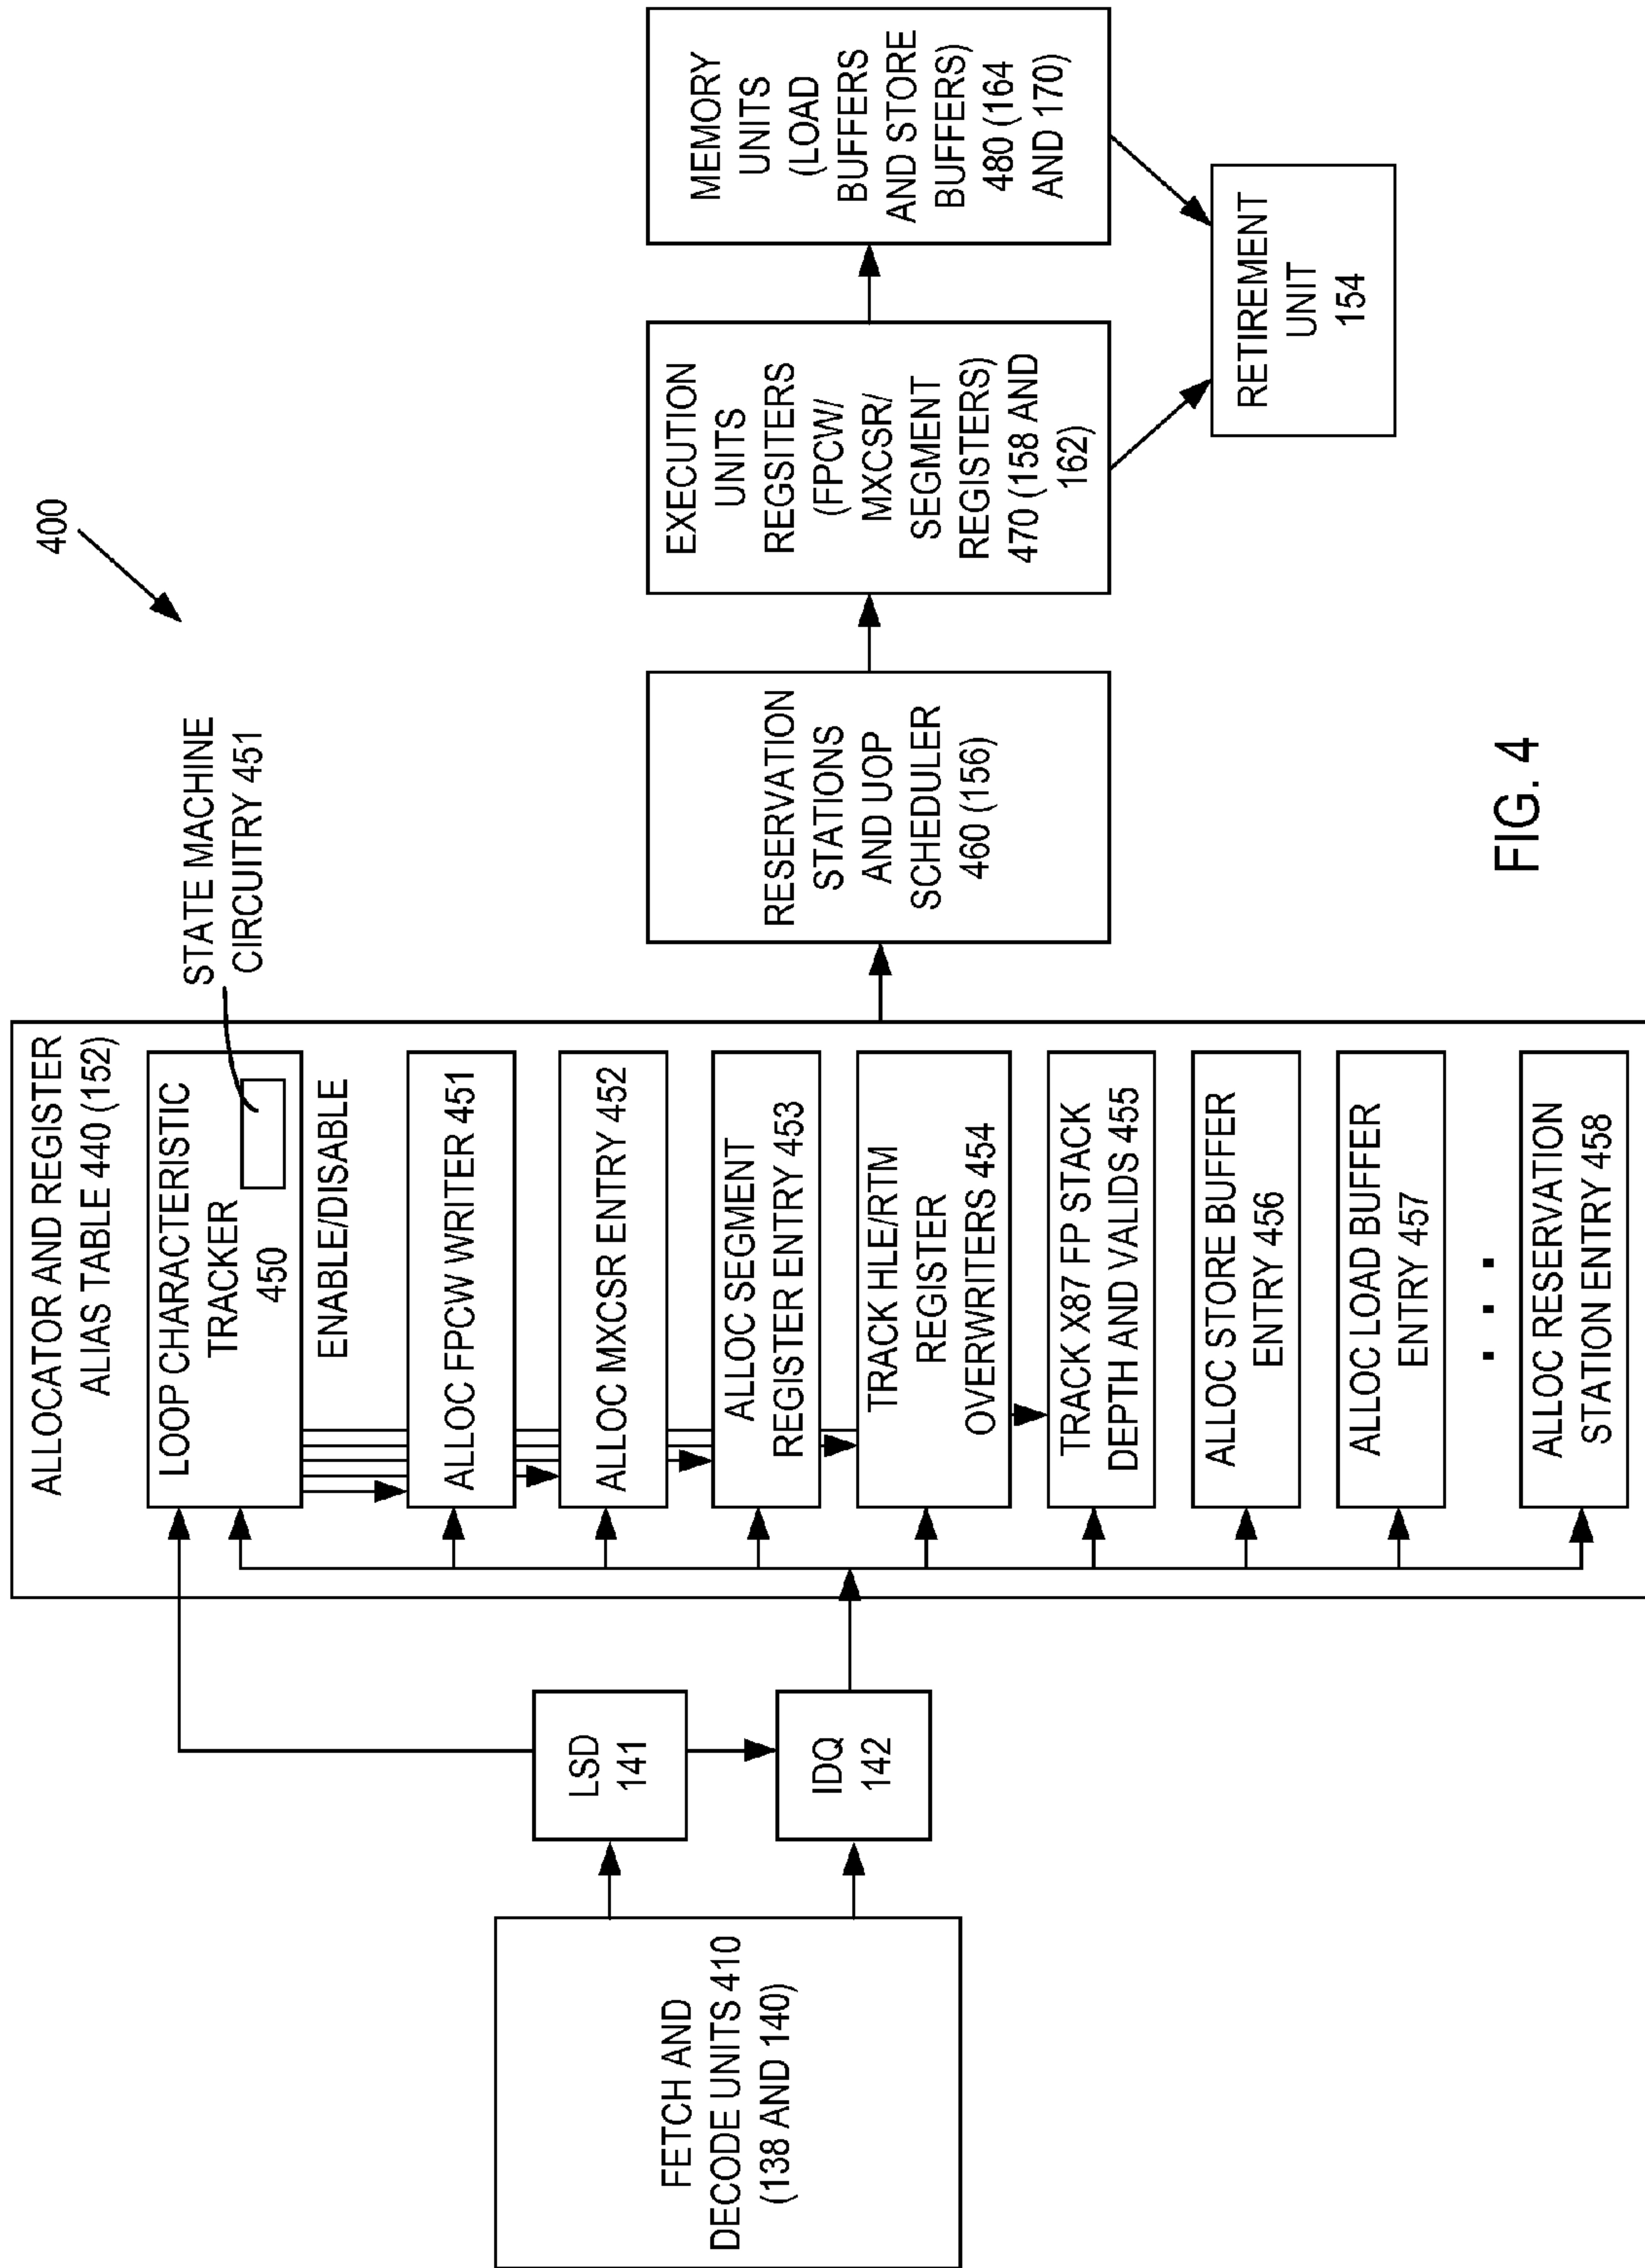 400
FETCH AND
DECODE UNITS 410
(138 AND 140)
LSD
141
IDQ
142
ALLOCATOR AND REGISTER
ALIAS TABLE 440 (152)
LOOP CHARACTERISTIC
TRACKER
450
STATE MACHINE
CIRCUITRY 451
ENABLE/DISABLE
ALLOC FPCW WRITER 451
ALLOC MXCSR ENTRY 452
ALLOC SEGMENT
REGISTER ENTRY 453
TRACK HLE/RTM
REGISTER
OVERWRITERS 454
TRACK X87 FP STACK
DEPTH AND VALIDS 455
ALLOC STORE BUFFER
ENTRY 456
ALLOC LOAD BUFFER
ENTRY 457
. . .
ALLOC RESERVATION
STATION ENTRY 458
RESERVATION
STATIONS
AND UOP
SCHEDULER
460 (156)
EXECUTION
UNITS
REGSITERS
(FPCW/
MXCSR/
SEGMENT
REGISTERS)
470 (158 AND
162)
MEMORY
UNITS
(LOAD
BUFFERS
AND STORE
BUFFERS)
480 (164
AND 170)
RETIREMENT
UNIT
154
FIG. 4